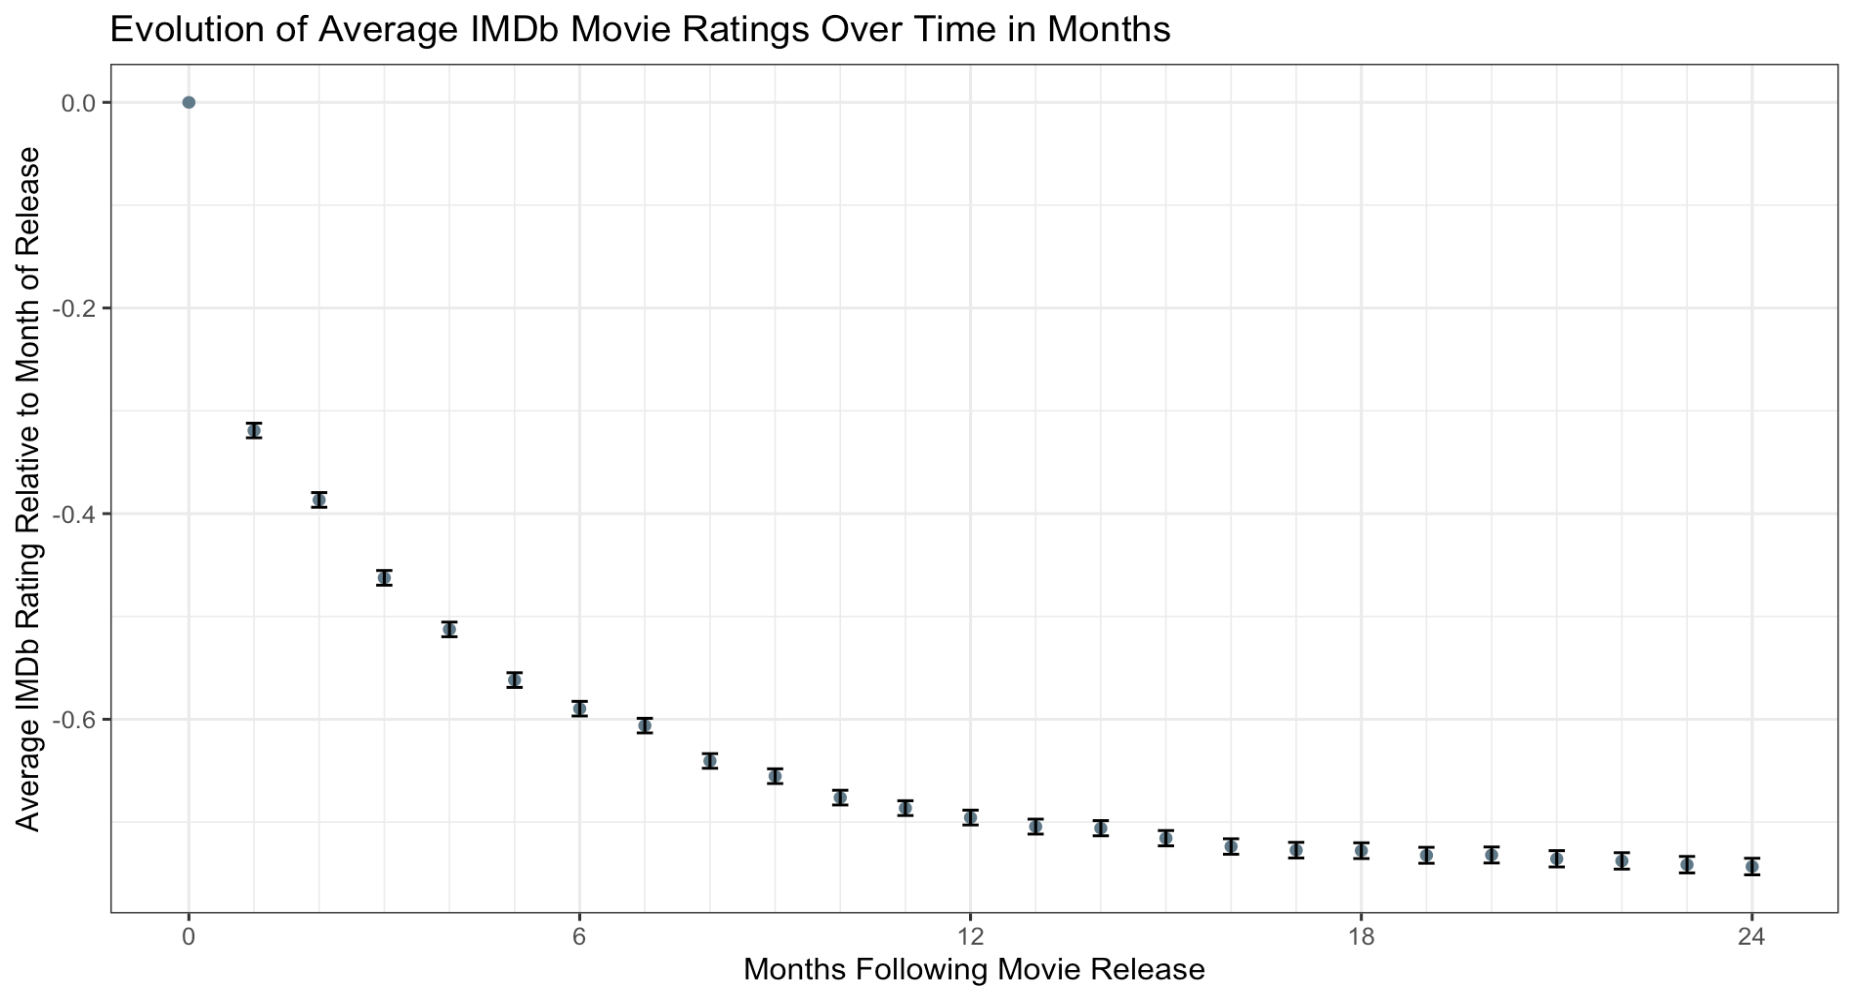 Evolution of Average IMDb Movie Ratings Over Time in Months
Average IMDb Rating Relative to Month of Release
0.0
-0.2
-0.4
-0.6
0 6 12 18 24
Months Following Movie Release